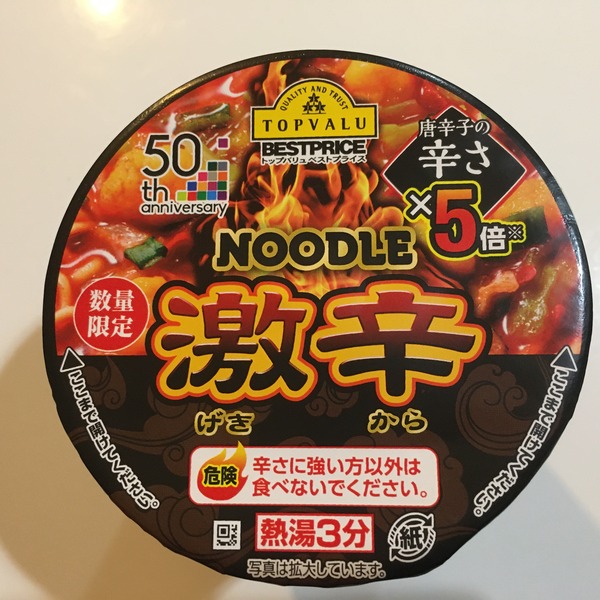 QUALITY AND TRUST
TOPVALU
BESTPRICE
トップバリュベストプライス
50
th
anniversary
唐辛子の
辛さ
×5倍※
NOODLE
数量
限定
激辛
げき から
危険
辛さに強い方以外は
食べないでください。
熱湯3分
紙
写真は拡大しています。